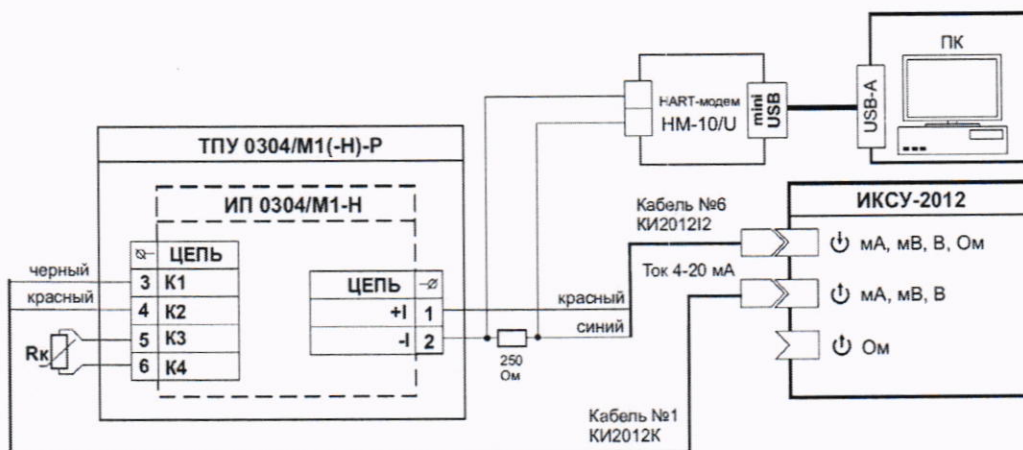 ПК
HART-модем
НМ-10/U
mini
USB
USB-A
ТПУ 0304/М1(-Н)-Р
ИП 0304/М1-Н
ИКСУ-2012
Кабель №6
КИ2012I2
мА, мВ, В, Ом
ЦЕПЬ
черный
3 К1
красный
4 К2
5 К3
6 К4
Rк
ЦЕПЬ
+I 1
-I 2
красный
синий
Ток 4-20 мА
мА, мВ, В
Ом
250
Ом
Кабель №1
КИ2012К